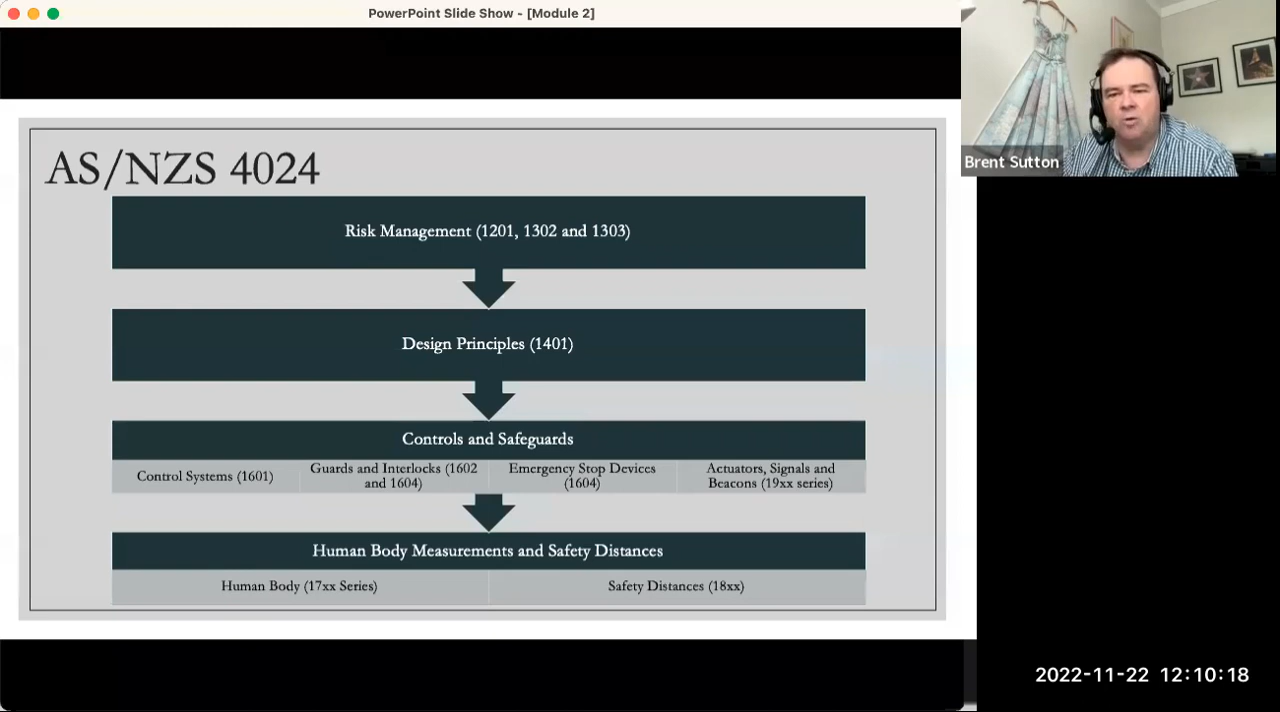 PowerPoint Slide Show - [Module 2]
AS/NZS 4024
Risk Management (1201, 1302 and 1303)
Design Principles (1401)
Controls and Safeguards
Control Systems (1601)
Guards and Interlocks (1602
and 1604)
Emergency Stop Devices
(1604)
Actuators, Signals and
Beacons (19xx series)
Human Body Measurements and Safety Distances
Human Body (17xx Series)
Safety Distances (18xx)
Brent Sutton
2022-11-22 12:10:18